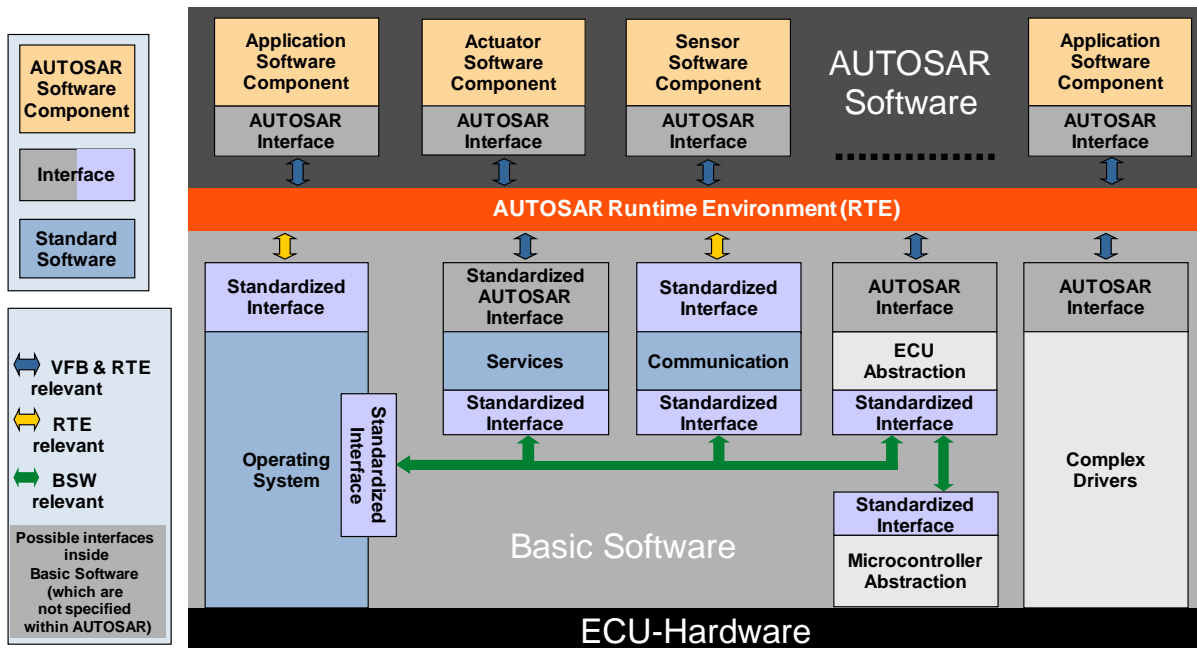 AUTOSAR
Software
Component
Interface
Standard
Software
VFB & RTE
relevant
RTE
relevant
BSW
relevant
Possible interfaces
inside
Basic Software
(which are
not specified
within AUTOSAR)
Application
Software
Component
AUTOSAR
Interface
Actuator
Software
Component
AUTOSAR
Interface
Sensor
Software
Component
AUTOSAR
Interface
AUTOSAR
Software
..............
Application
Software
Component
AUTOSAR
Interface
AUTOSAR Runtime Environment (RTE)
Standardized
Interface
Operating
System
Standardized
Interface
Standardized
AUTOSAR
Interface
Services
Standardized
Interface
Standardized
Interface
Communication
Standardized
Interface
AUTOSAR
Interface
ECU
Abstraction
Standardized
Interface
Standardized
Interface
Microcontroller
Abstraction
AUTOSAR
Interface
Complex
Drivers
Basic Software
ECU-Hardware